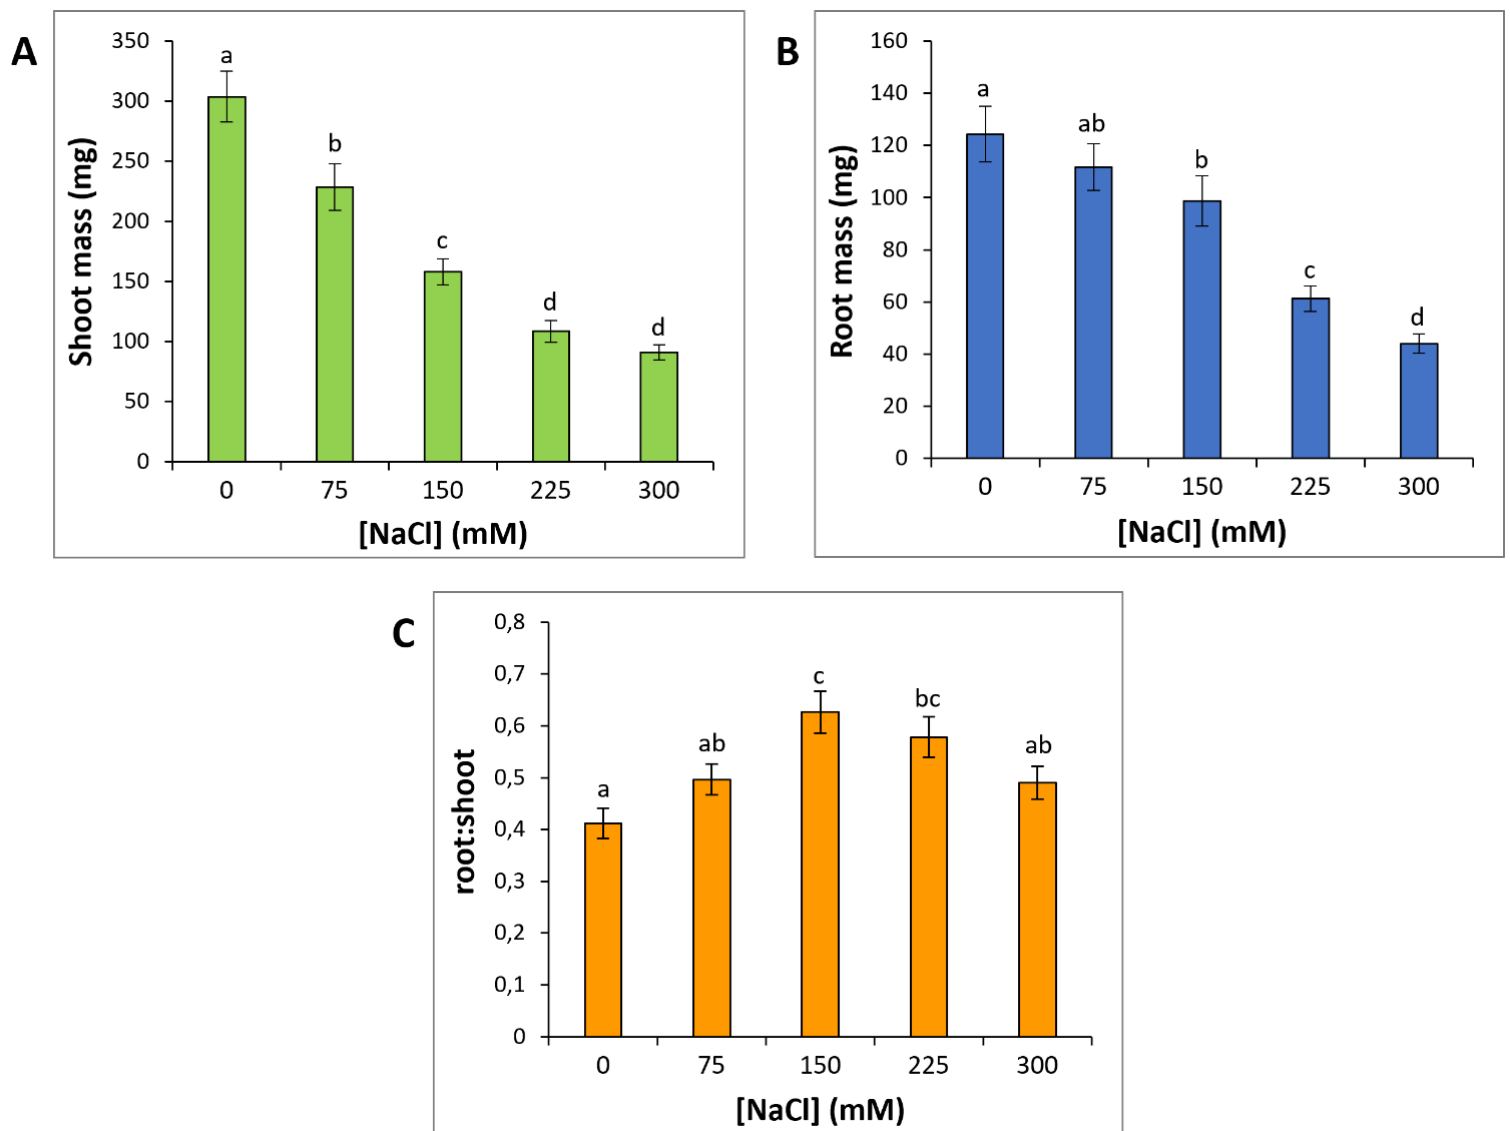 A
350
300
250
200
150
100
50
0
Shoot mass (mg)
a
b
c
d
d
0 75 150 225 300
[NaCl] (mM)
B
160
140
120
100
80
60
40
20
0
Root mass (mg)
a
ab
b
c
d
0 75 150 225 300
[NaCl] (mM)
C
0,8
0,7
0,6
0,5
0,4
0,3
0,2
0,1
0
root:shoot
a
ab
c
bc
ab
0 75 150 225 300
[NaCl] (mM)